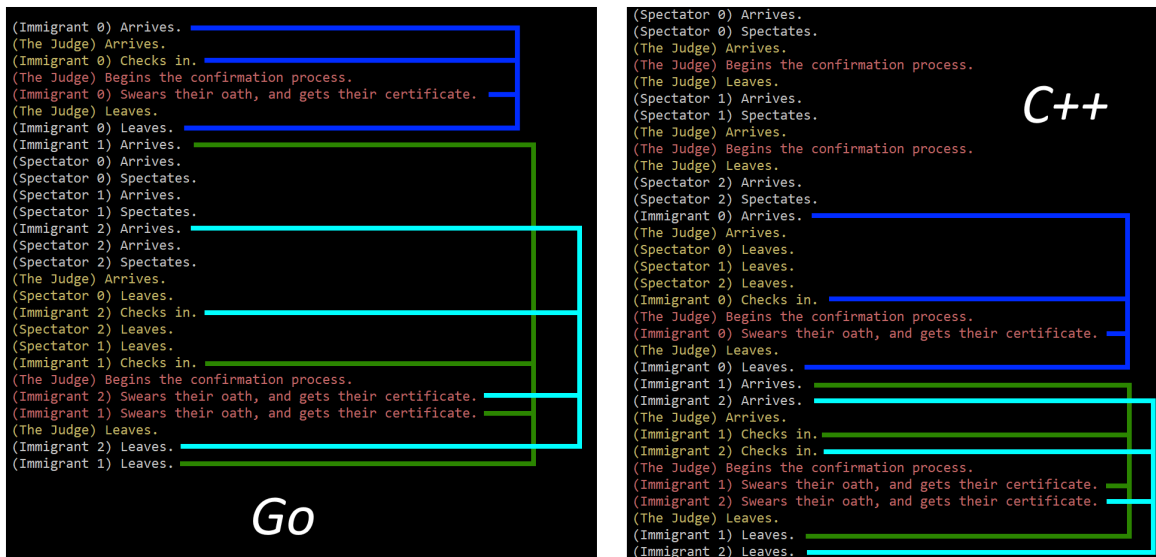 (Immigrant 0) Arrives.
(The Judge) Arrives.
(Immigrant 0) Checks in.
(The Judge) Begins the confirmation process.
(Immigrant 0) Swears their oath, and gets their certificate.
(The Judge) Leaves.
(Immigrant 0) Leaves.
(Immigrant 1) Arrives.
(Spectator 0) Arrives.
(Spectator 0) Spectates.
(Spectator 1) Arrives.
(Spectator 1) Spectates.
(Immigrant 2) Arrives.
(Spectator 2) Arrives.
(Spectator 2) Spectates.
(The Judge) Arrives.
(Spectator 0) Leaves.
(Immigrant 2) Checks in.
(Spectator 2) Leaves.
(Spectator 1) Leaves.
(Immigrant 1) Checks in.
(The Judge) Begins the confirmation process.
(Immigrant 2) Swears their oath, and gets their certificate.
(Immigrant 1) Swears their oath, and gets their certificate.
(The Judge) Leaves.
(Immigrant 2) Leaves.
(Immigrant 1) Leaves.
Go
(Spectator 0) Arrives.
(Spectator 0) Spectates.
(The Judge) Arrives.
(The Judge) Begins the confirmation process.
(The Judge) Leaves.
(Spectator 1) Arrives.
(Spectator 1) Spectates.
(The Judge) Arrives.
(The Judge) Begins the confirmation process.
(The Judge) Leaves.
(Spectator 2) Arrives.
(Spectator 2) Spectates.
(Immigrant 0) Arrives.
(The Judge) Arrives.
(Spectator 0) Leaves.
(Spectator 1) Leaves.
(Spectator 2) Leaves.
(Immigrant 0) Checks in.
(The Judge) Begins the confirmation process.
(Immigrant 0) Swears their oath, and gets their certificate.
(The Judge) Leaves.
(Immigrant 0) Leaves.
(Immigrant 1) Arrives.
(Immigrant 2) Arrives.
(The Judge) Arrives.
(Immigrant 1) Checks in.
(Immigrant 2) Checks in.
(The Judge) Begins the confirmation process.
(Immigrant 1) Swears their oath, and gets their certificate.
(Immigrant 2) Swears their oath, and gets their certificate.
(The Judge) Leaves.
(Immigrant 1) Leaves.
(Immigrant 2) Leaves.
C++